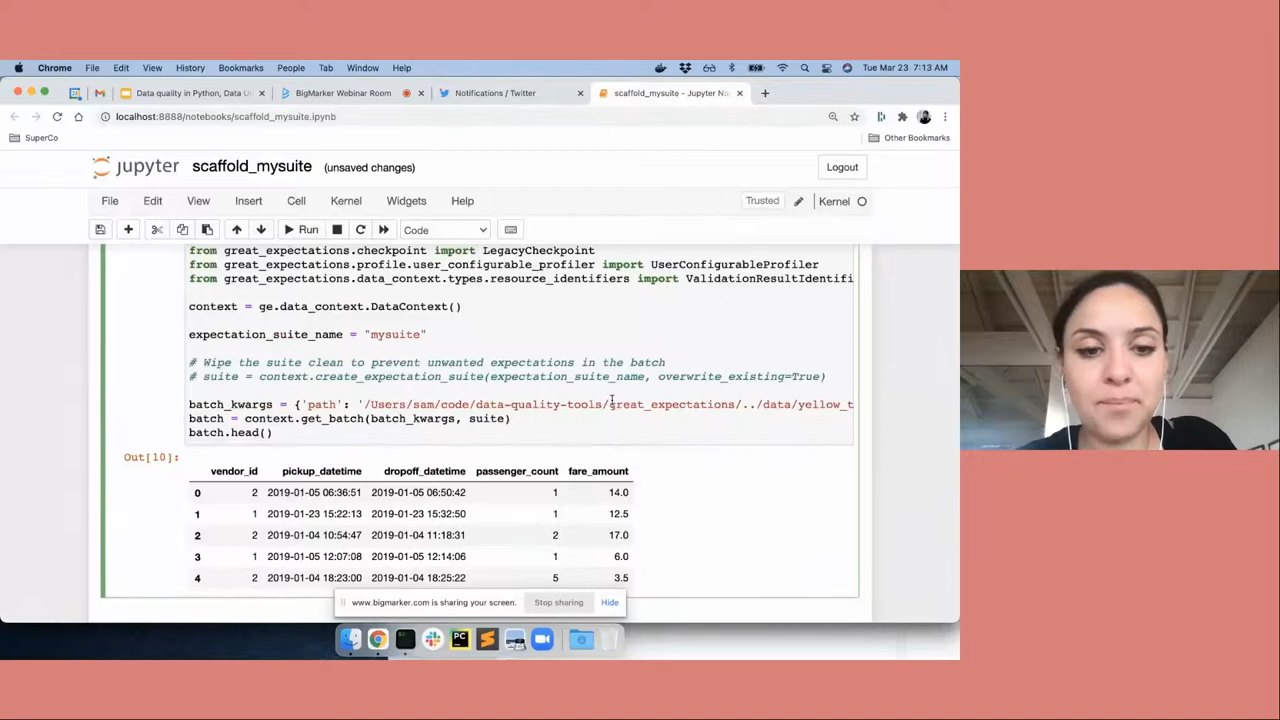 Chrome File Edit View History Bookmarks People Tab Window Help Tue Mar 23 7:13 AM
Data quality in Python, Data U BigMarker Webinar Room Notifications / Twitter scaffold_mysuite - Jupyter No
localhost:8888/notebooks/scaffold_mysuite.ipynb
SuperCo Other Bookmarks
jupyter scaffold_mysuite (unsaved changes) Logout
File Edit View Insert Cell Kernel Widgets Help Trusted Kernel
Run Code
from great_expectations.checkpoint import LegacyCheckpoint
from great_expectations.profile.user_configurable_profiler import UserConfigurableProfiler
from great_expectations.data_context.types.resource_identifiers import ValidationResultIdentifi
context = ge.data_context.DataContext()
expectation_suite_name = "mysuite"
# Wipe the suite clean to prevent unwanted expectations in the batch
# suite = context.create_expectation_suite(expectation_suite_name, overwrite_existing=True)
batch_kwargs = {'path': '/Users/sam/code/data-quality-tools/great_expectations/../data/yellow_t
batch = context.get_batch(batch_kwargs, suite)
batch.head()
Out[10]:
vendor_id pickup_datetime dropoff_datetime passenger_count fare_amount
0 2 2019-01-05 06:36:51 2019-01-05 06:50:42 1 14.0
1 1 2019-01-23 15:22:13 2019-01-23 15:32:50 1 12.5
2 2 2019-01-04 10:54:47 2019-01-04 11:18:31 2 17.0
3 1 2019-01-05 12:07:08 2019-01-05 12:14:06 1 6.0
4 2 2019-01-04 18:23:00 2019-01-04 18:25:22 5 3.5
www.bigmarker.com is sharing your screen. Stop sharing Hide
PC